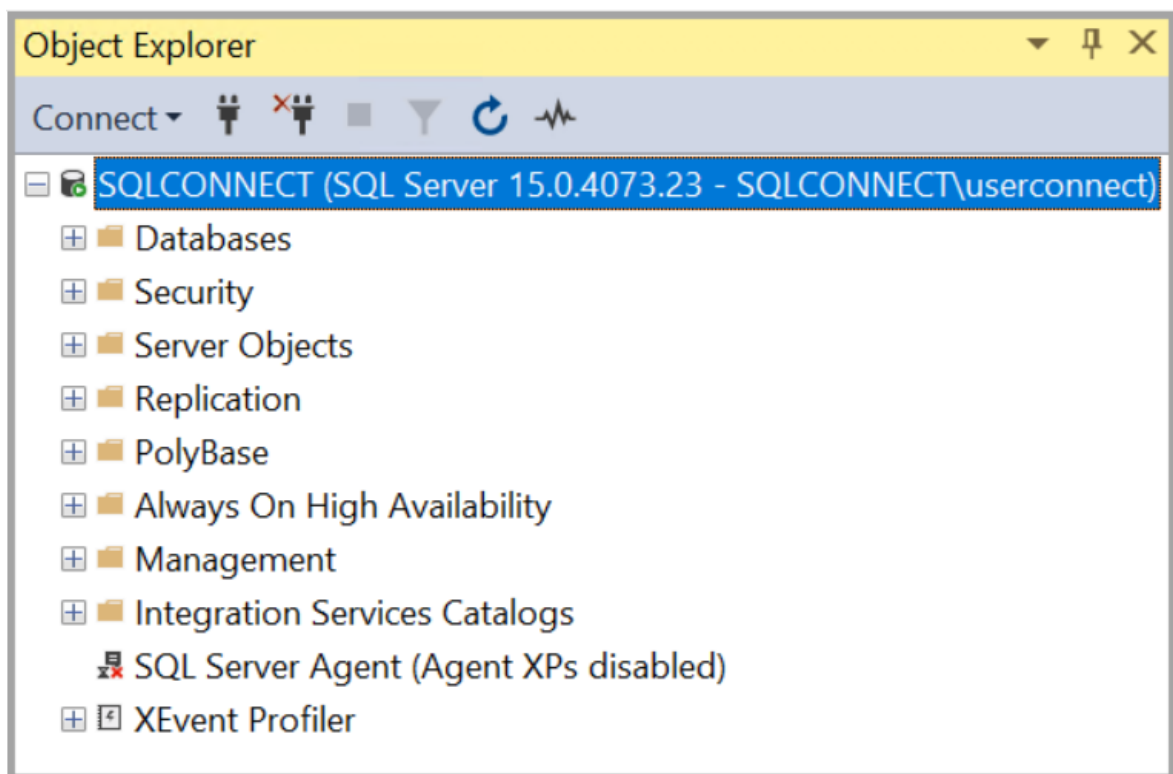 Object Explorer
Connect
SQLCONNECT (SQL Server 15.0.4073.23 - SQLCONNECT\userconnect)
Databases
Security
Server Objects
Replication
PolyBase
Always On High Availability
Management
Integration Services Catalogs
SQL Server Agent (Agent XPs disabled)
XEvent Profiler